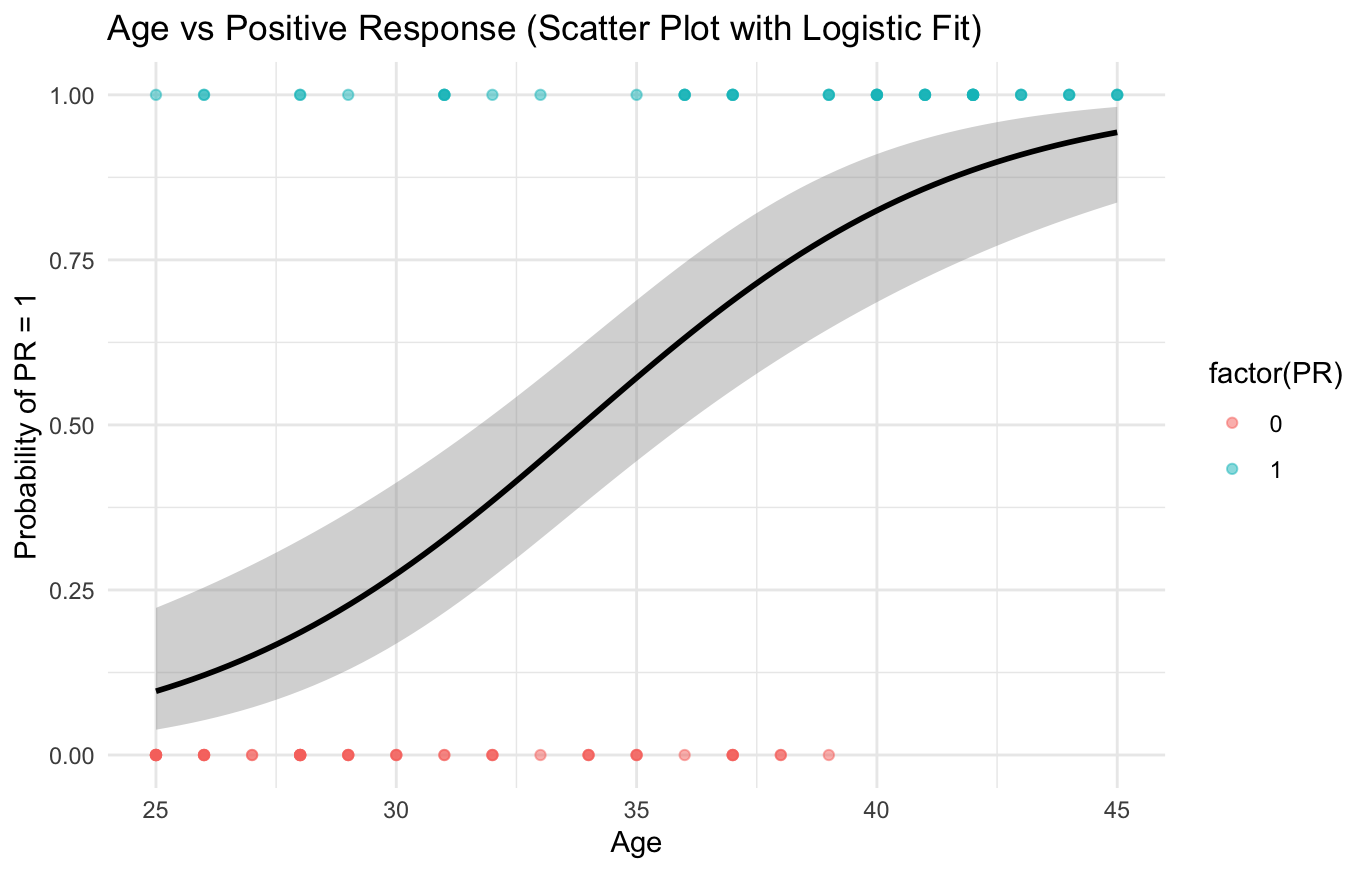 Age vs Positive Response (Scatter Plot with Logistic Fit)
1.00
0.75
0.50
0.25
0.00
Probability of PR = 1
25 30 35 40 45
Age
factor(PR)
0
1